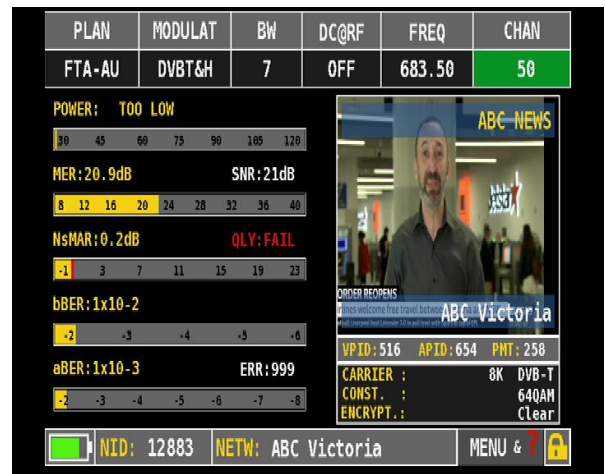 PLAN MODULAT BW DC@RF FREQ CHAN
FTA-AU DVBT&H 7 OFF 683.50 50
POWER: TOO LOW
30 45 60 75 90 105 120
MER:20.9dB SNR:21dB
8 12 16 20 24 28 32 36 40
NsMAR:0.2dB QLY:FAIL
-1 3 7 11 15 19 23
bBER:1x10-2
-2 -3 -4 -5 -6
aBER:1x10-3 ERR:999
-2 -3 -4 -5 -6 -7 -8
ABC NEWS
ORDER REOPENS
ABC Victoria
VPID:516 APID:654 PMT:258
CARRIER : 8K DVB-T
CONST. : 64QAM
ENCRYPT.: Clear
NID: 12883 NETW: ABC Victoria MENU & ?